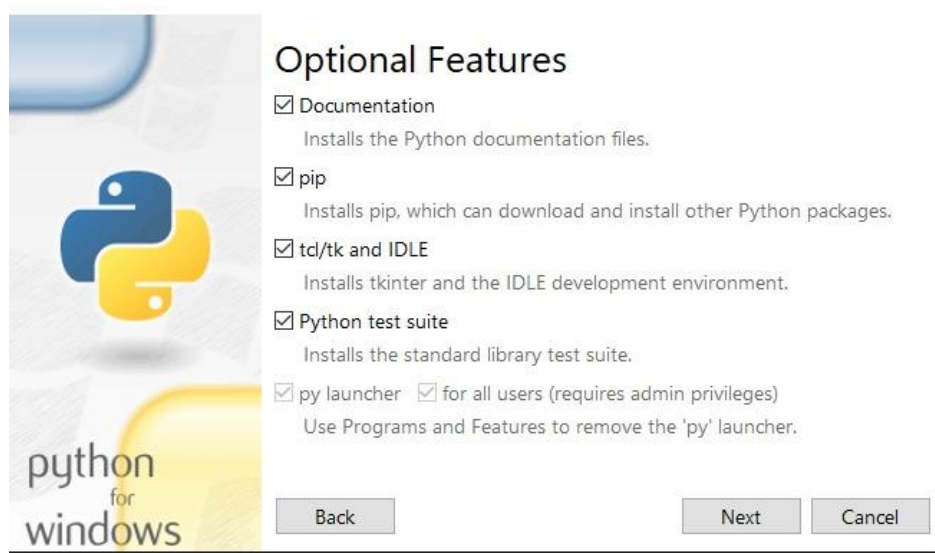 Optional Features
Documentation
Installs the Python documentation files.
pip
Installs pip, which can download and install other Python packages.
tcl/tk and IDLE
Installs tkinter and the IDLE development environment.
Python test suite
Installs the standard library test suite.
py launcher for all users (requires admin privileges)
Use Programs and Features to remove the 'py' launcher.
python
for
windows
Back Next Cancel